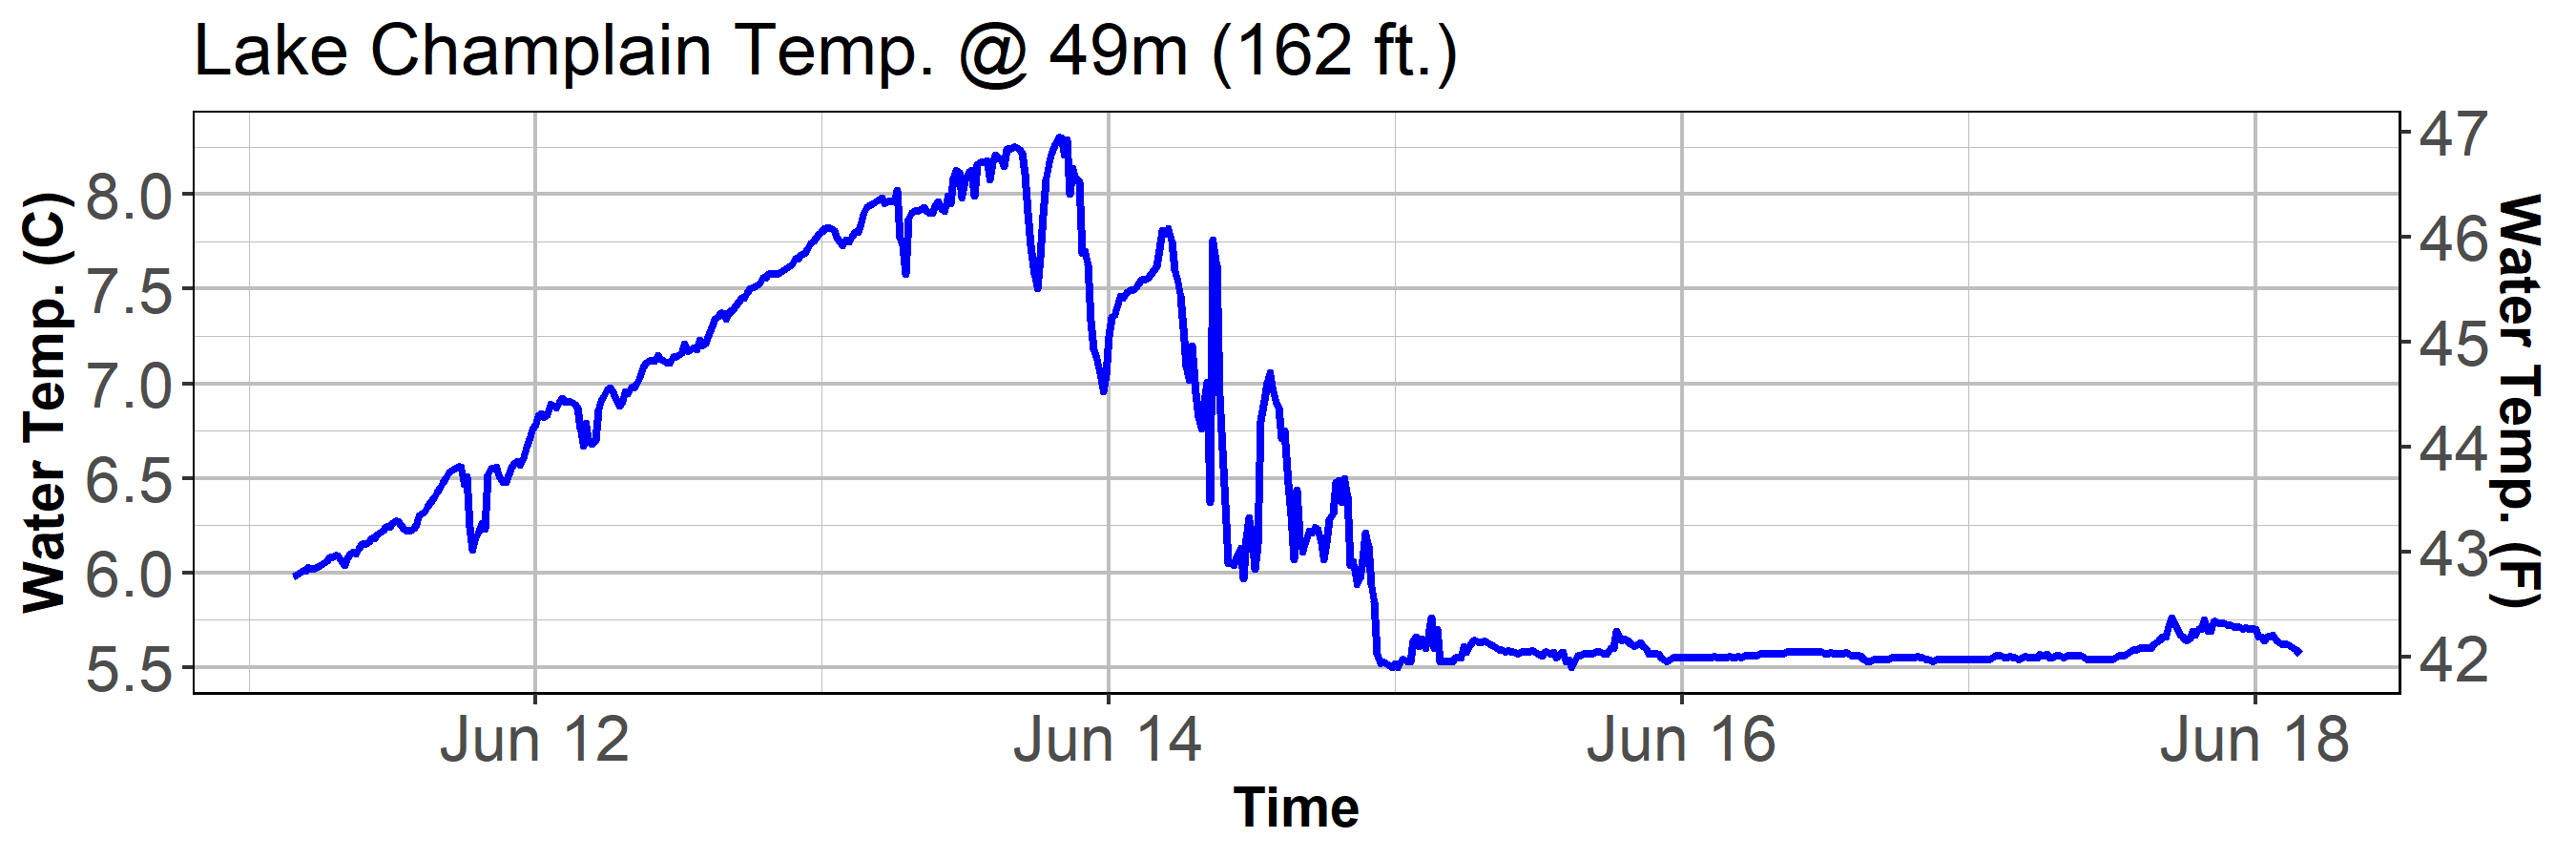 Lake Champlain Temp. @ 49m (162 ft.)
Water Temp. (C)
8.0
7.5
7.0
6.5
6.0
5.5
47
46
45
44
43
42
Water Temp. (F)
Jun 12 Jun 14 Jun 16 Jun 18
Time